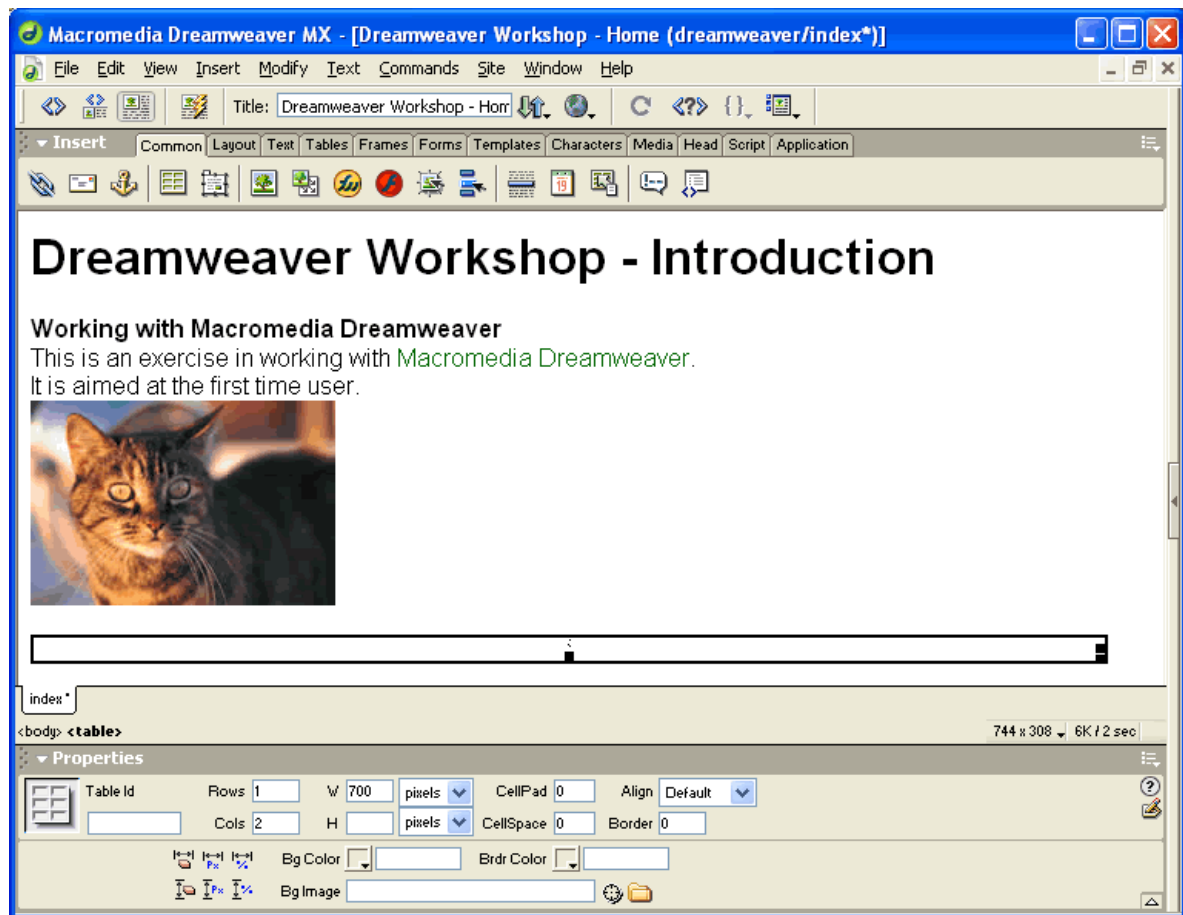 Macromedia Dreamweaver MX - [Dreamweaver Workshop - Home (dreamweaver/index*)]
File Edit View Insert Modify Text Commands Site Window Help
Title: Dreamweaver Workshop - Hom
Insert Common Layout Text Tables Frames Forms Templates Characters Media Head Script Application
19
Dreamweaver Workshop - Introduction
Working with Macromedia Dreamweaver
This is an exercise in working with Macromedia Dreamweaver.
It is aimed at the first time user.
index*
<body> <table> 744 x 308 6K / 2 sec
Properties
Table Id Rows 1 W 700 pixels CellPad 0 Align Default
Cols 2 H pixels CellSpace 0 Border 0
Px % Bg Color Brdr Color
Px % Bg Image